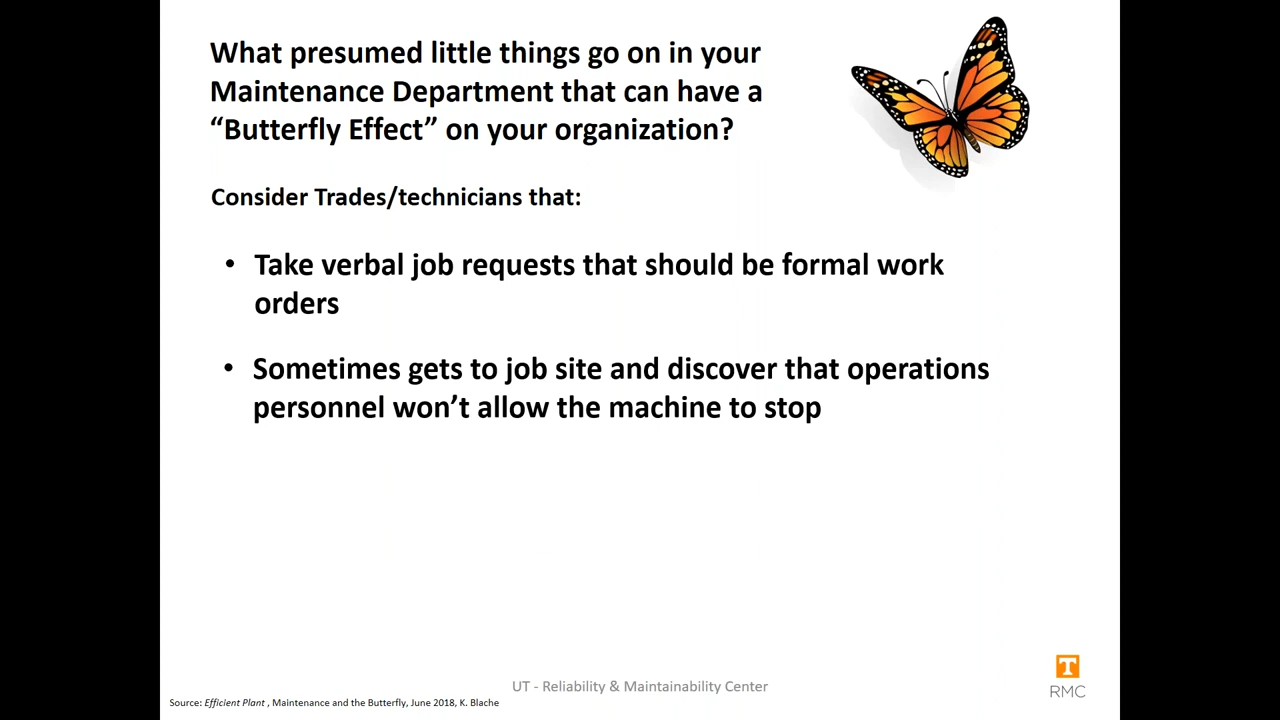 What presumed little things go on in your
Maintenance Department that can have a
“Butterfly Effect” on your organization?
Consider Trades/technicians that:
• Take verbal job requests that should be formal work
orders
• Sometimes gets to job site and discover that operations
personnel won’t allow the machine to stop
T
RMC
UT - Reliability & Maintainability Center
Source: Efficient Plant , Maintenance and the Butterfly, June 2018, K. Blache